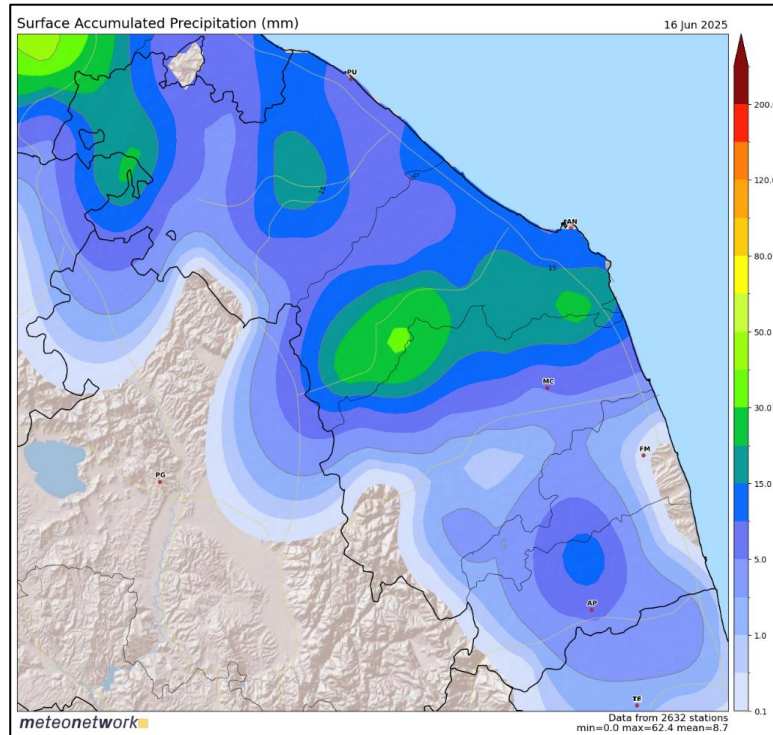 Surface Accumulated Precipitation (mm)
16 Jun 2025
PU
AN
15
15
MC
FM
PG
AP
TE
200.
120.0
80.0
30.0
15.0
5.0
1.0
0.1
meteonetwork
Data from 2632 stations
min=0.0 max=62.4 mean=8.7